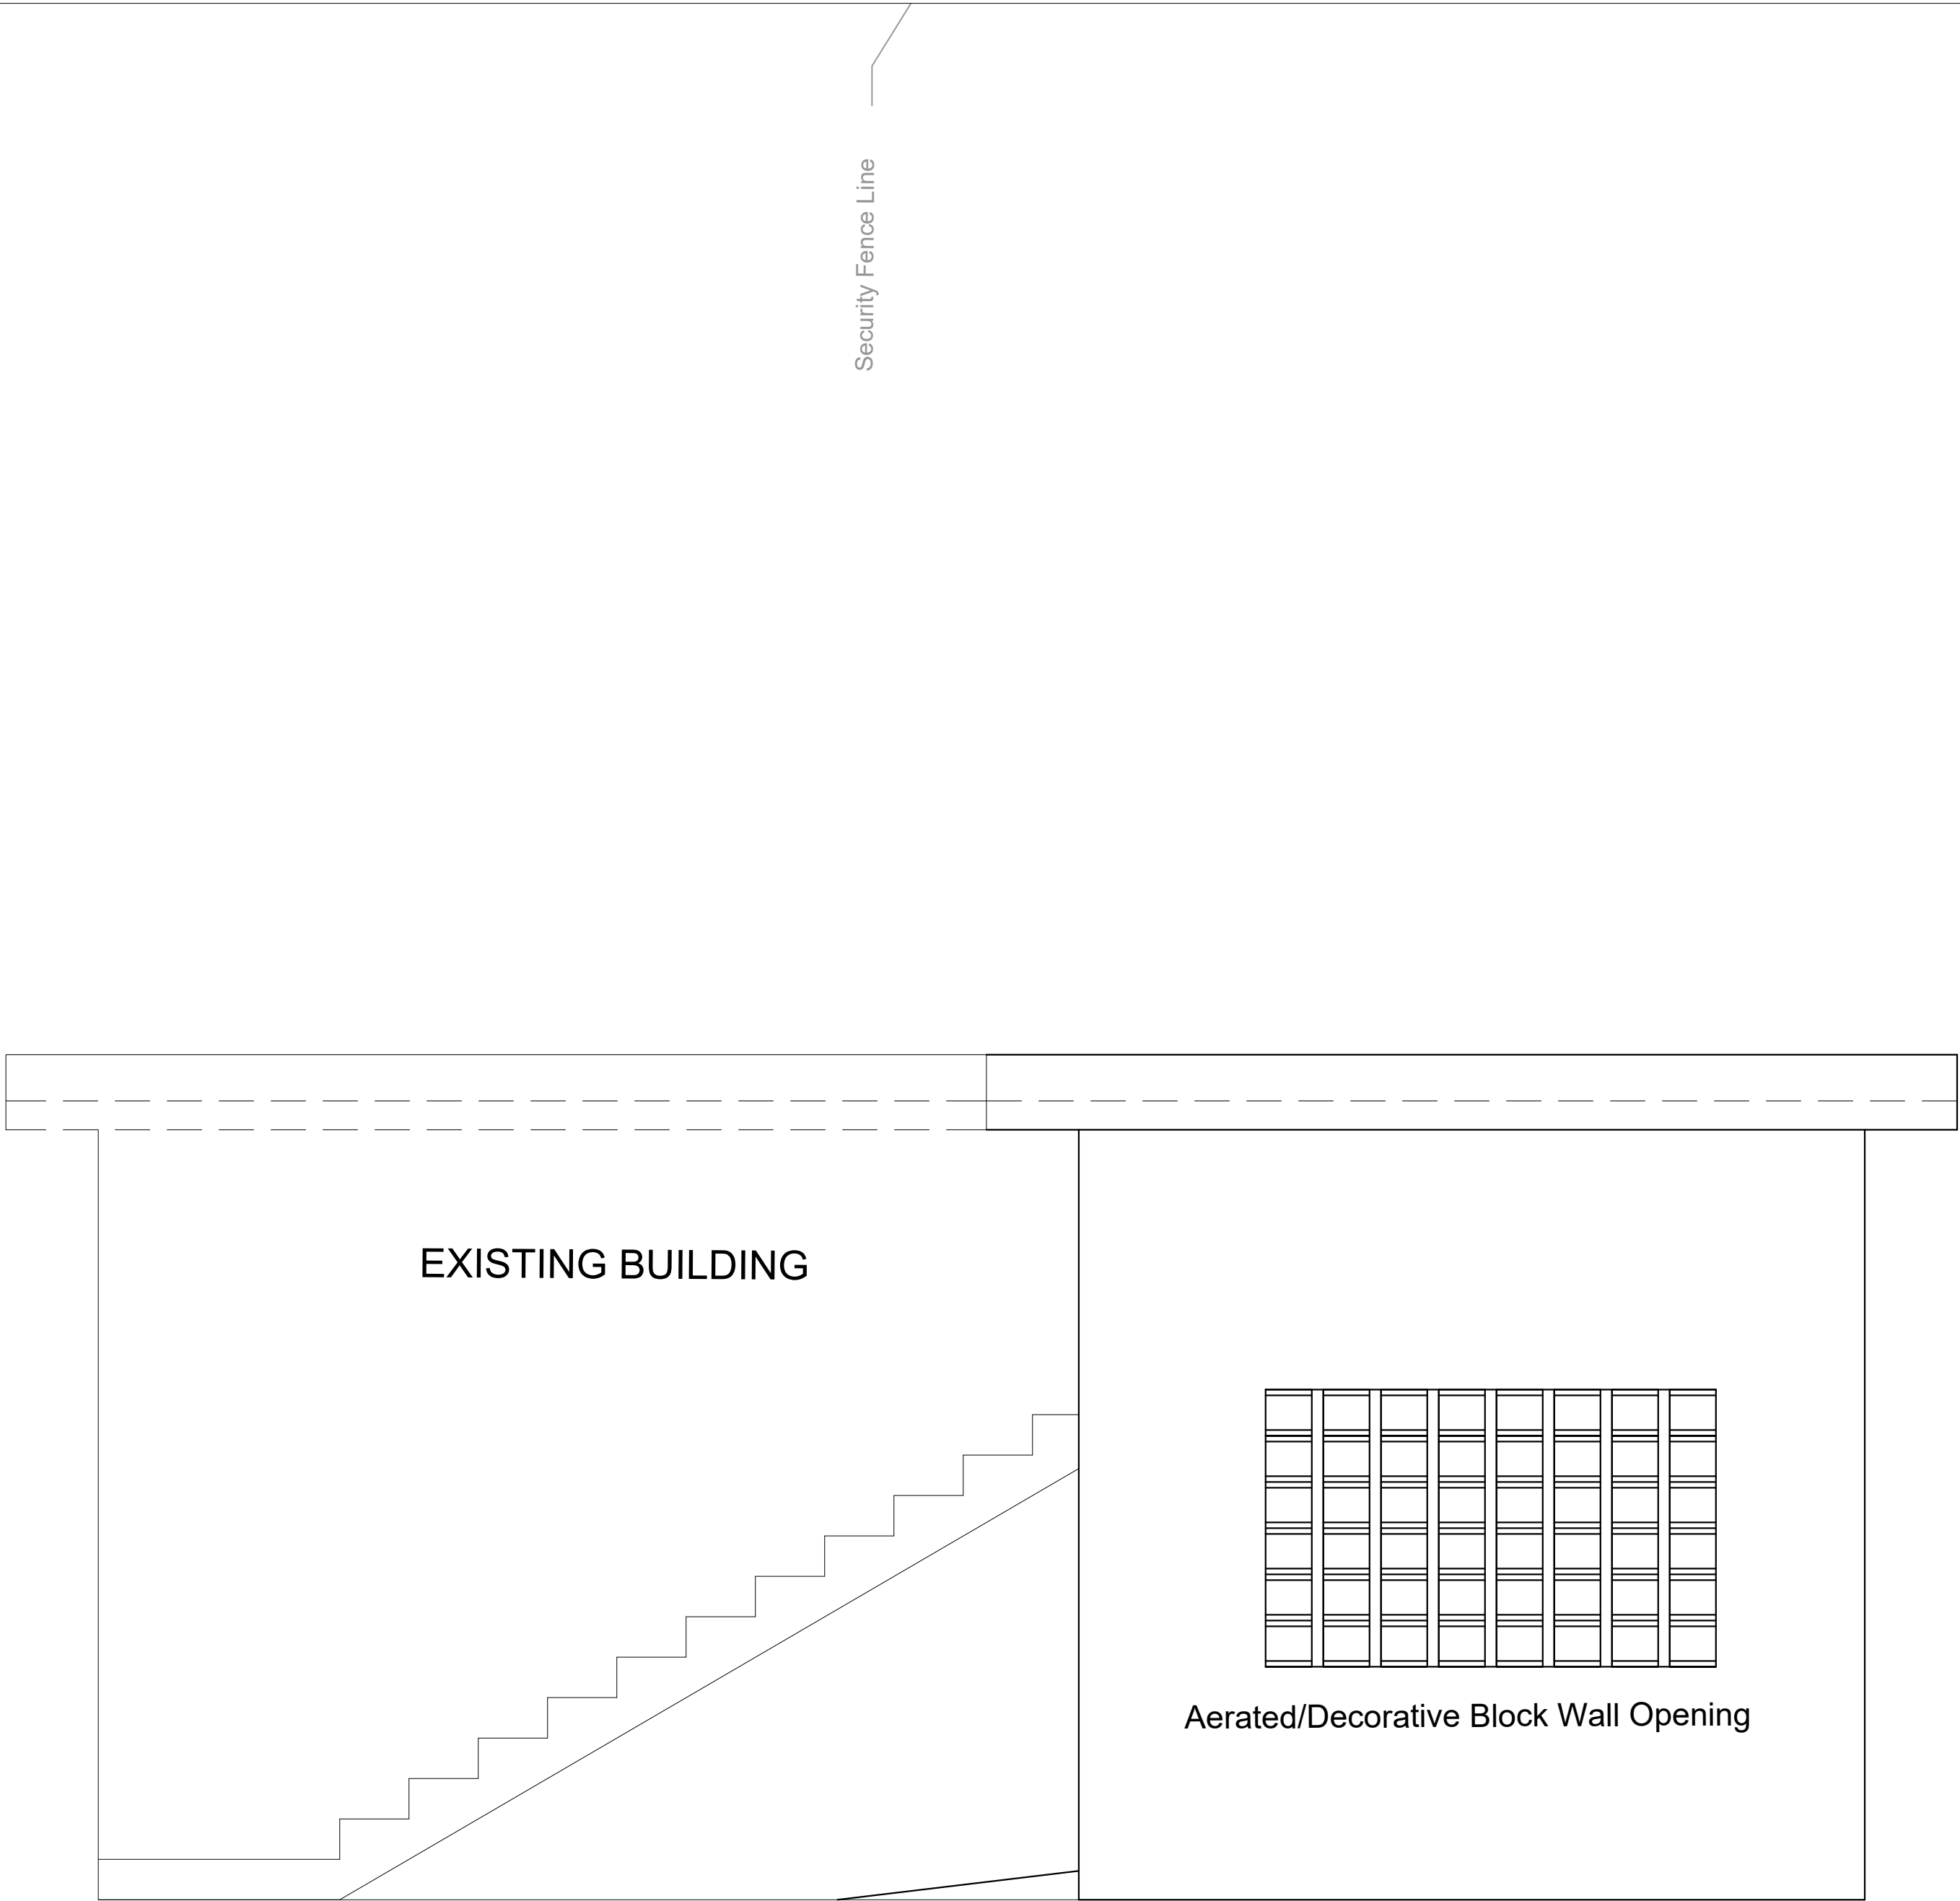 Security Fence Line
EXISTING BUILDING
Aerated/Decorative Block Wall Opening